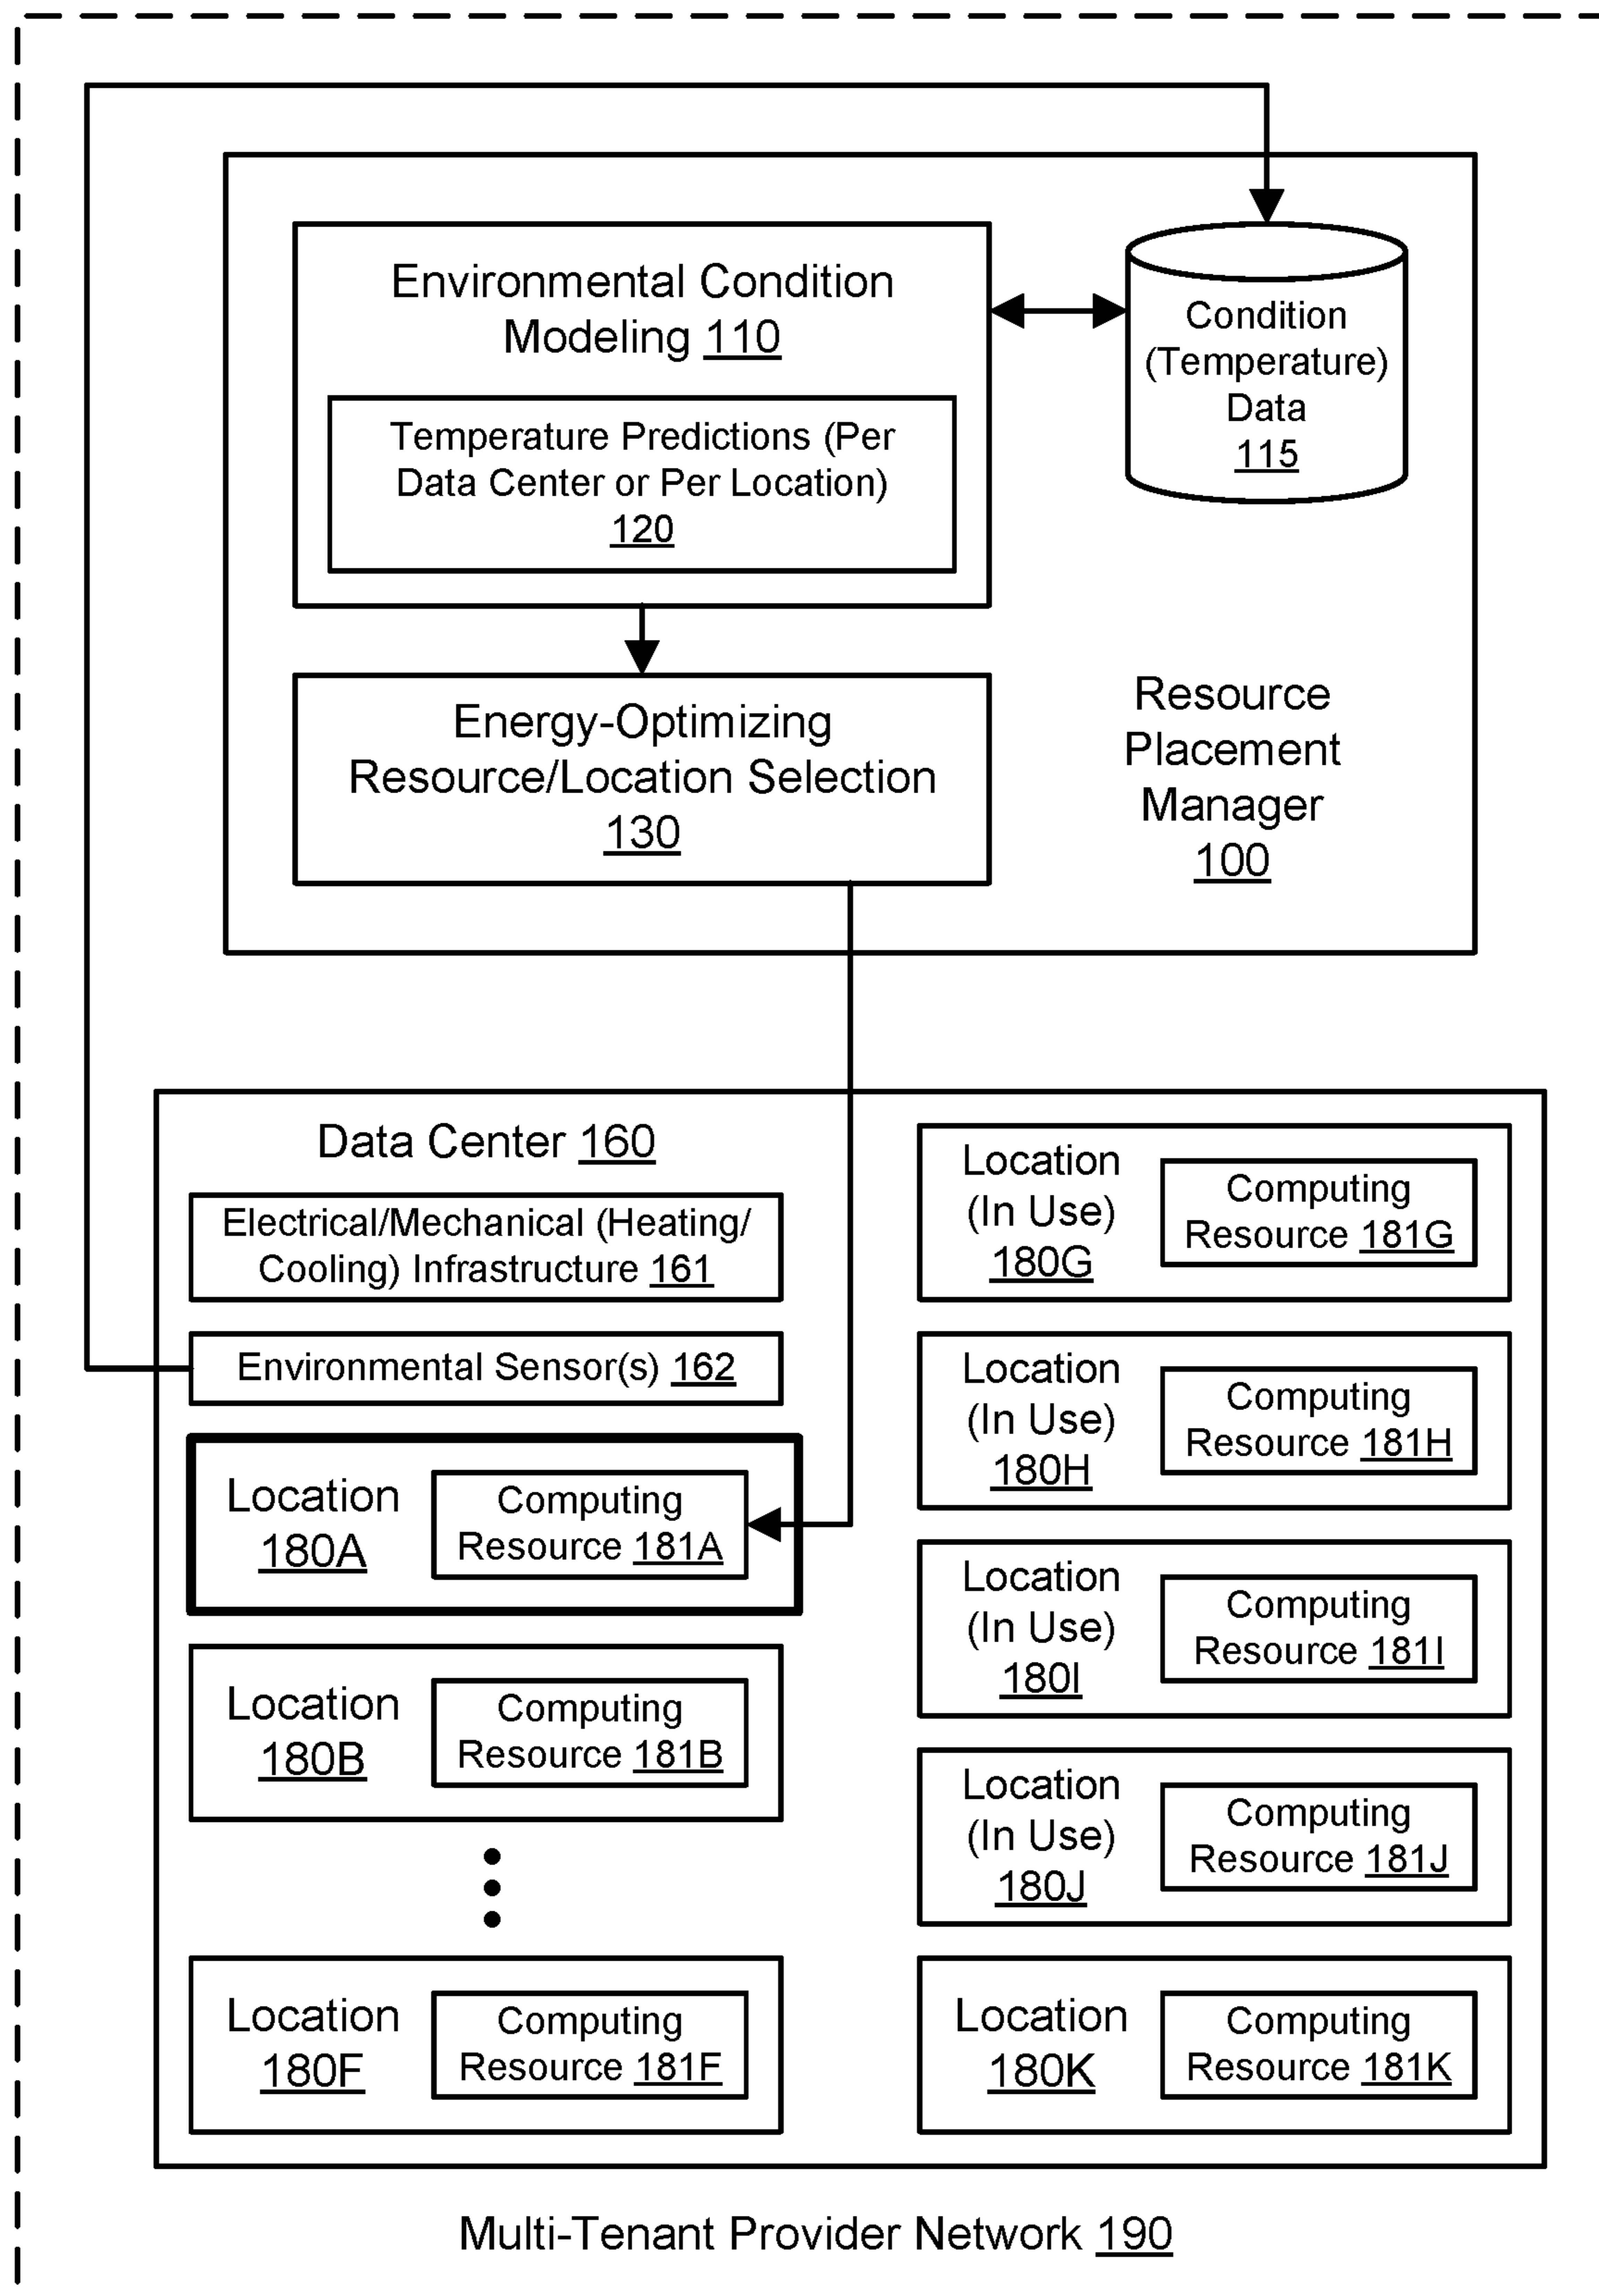 Environmental Condition
Modeling 110
Temperature Predictions (Per
Data Center or Per Location)
120
Condition
(Temperature)
Data
115
Energy-Optimizing
Resource/Location Selection
130
Resource
Placement
Manager
100
Data Center 160
Electrical/Mechanical (Heating/
Cooling) Infrastructure 161
Environmental Sensor(s) 162
Location
180A
Computing
Resource 181A
Location
180B
Computing
Resource 181B
Location
180F
Computing
Resource 181F
Location
(In Use)
180G
Computing
Resource 181G
Location
(In Use)
180H
Computing
Resource 181H
Location
(In Use)
180I
Computing
Resource 181I
Location
(In Use)
180J
Computing
Resource 181J
Location
180K
Computing
Resource 181K
Multi-Tenant Provider Network 190